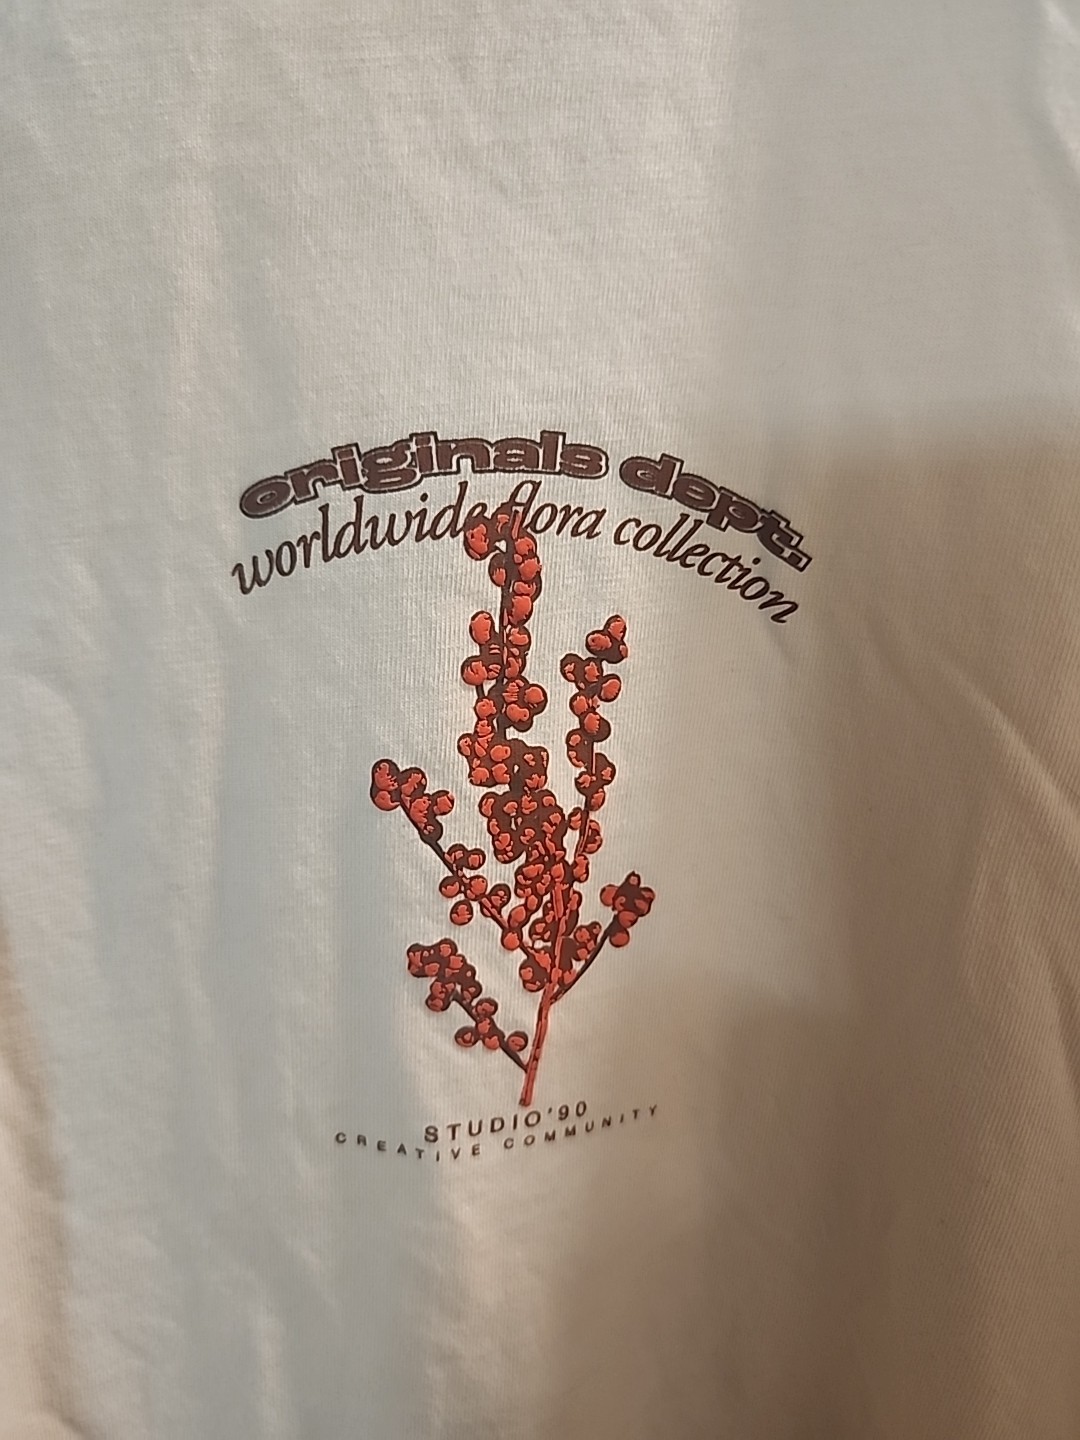 originals dept.
worldwide flora collection
STUDIO'90
CREATIVE COMMUNITY